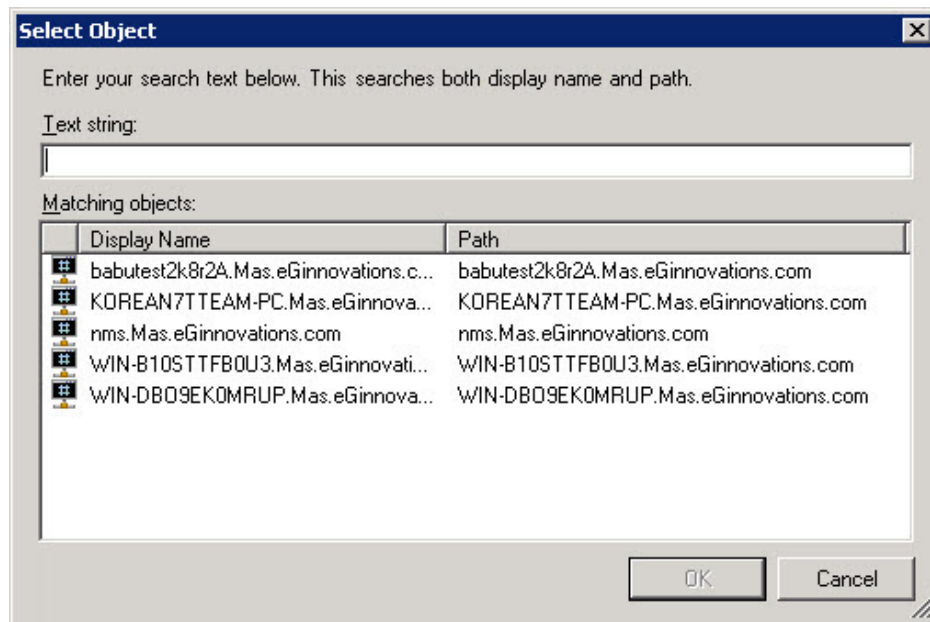 Select Object
Enter your search text below. This searches both display name and path.
Text string:
Matching objects:
Display Name Path
babutest2k8r2A.Mas.eGinnovations.c... babutest2k8r2A.Mas.eGinnovations.com
KOREAN7TTEAM-PC.Mas.eGinnova... KOREAN7TTEAM-PC.Mas.eGinnovations.com
nms.Mas.eGinnovations.com nms.Mas.eGinnovations.com
WIN-B10STTFB0U3.Mas.eGinnovati... WIN-B10STTFB0U3.Mas.eGinnovations.com
WIN-DBO9EK0MRUP.Mas.eGinnova... WIN-DBO9EK0MRUP.Mas.eGinnovations.com
OK Cancel